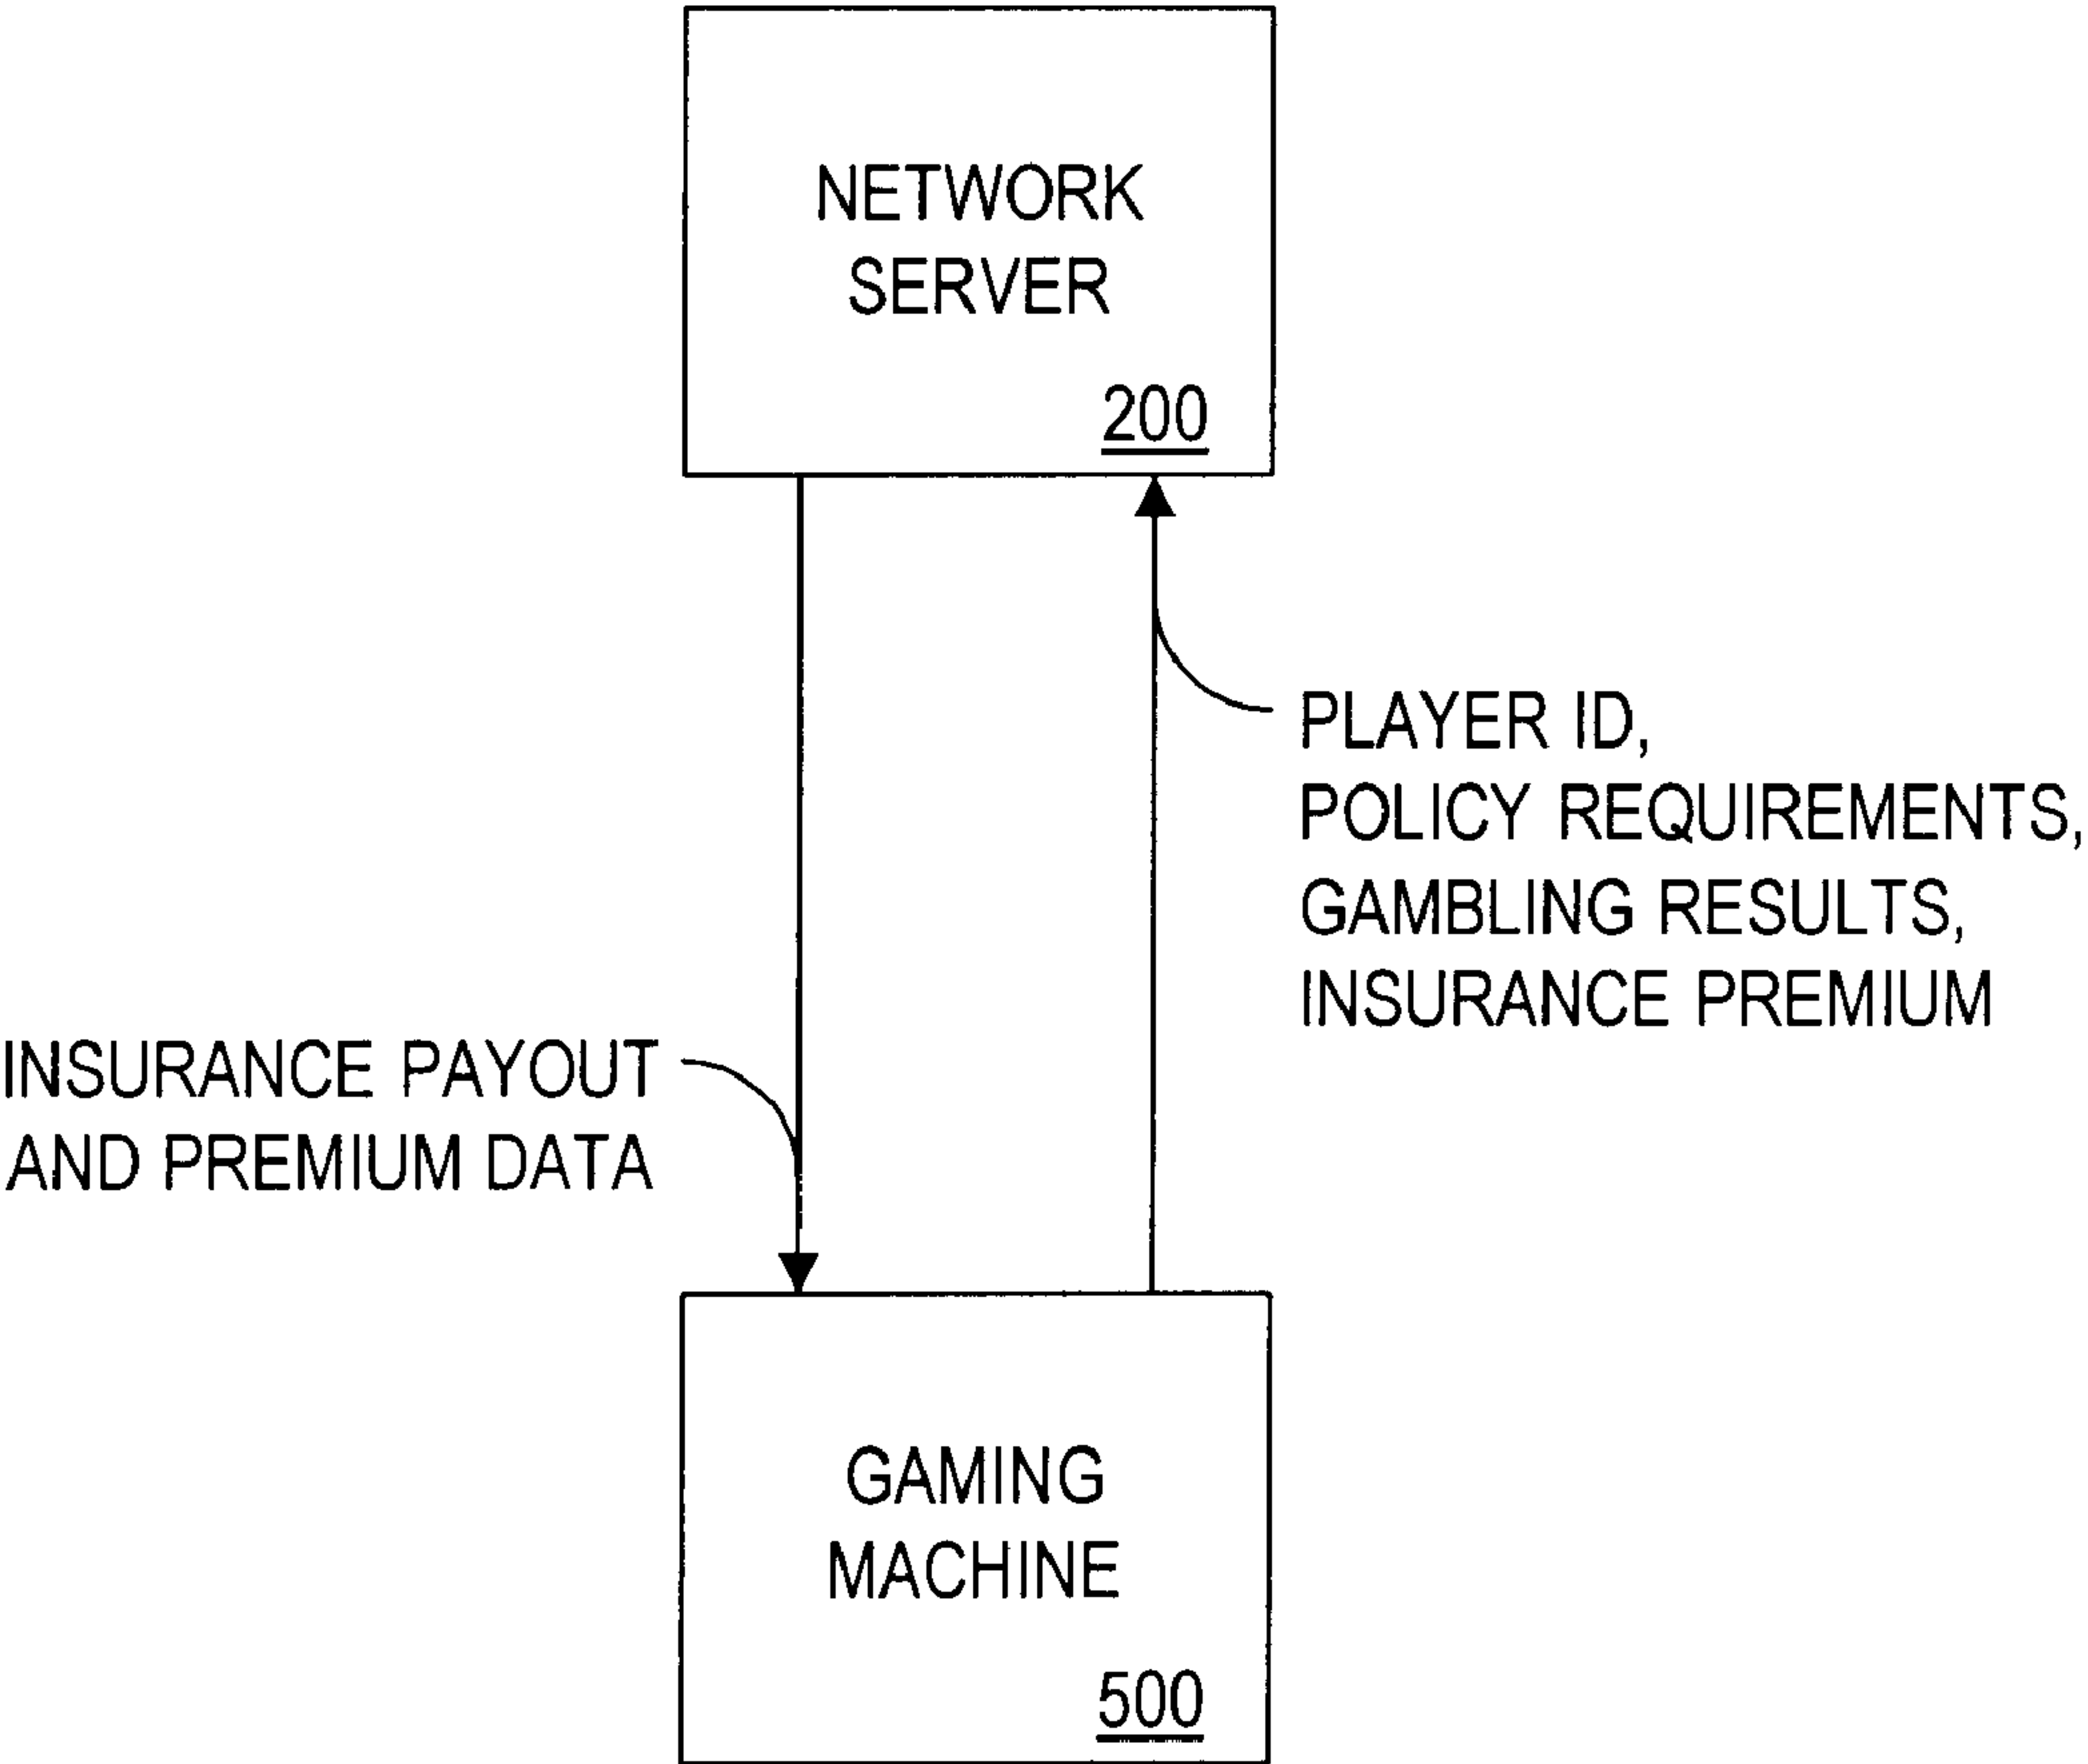 NETWORK
SERVER
200
PLAYER ID,
POLICY REQUIREMENTS,
GAMBLING RESULTS,
INSURANCE PREMIUM
INSURANCE PAYOUT
AND PREMIUM DATA
GAMING
MACHINE
500